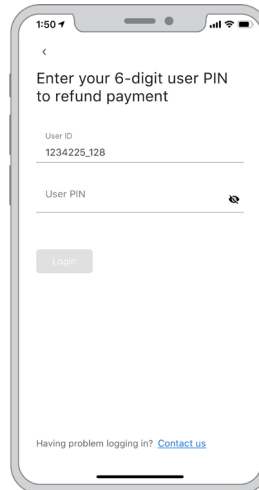 1:50
Enter your 6-digit user PIN
to refund payment
User ID
1234225_128
User PIN
Login
Having problem logging in? Contact us